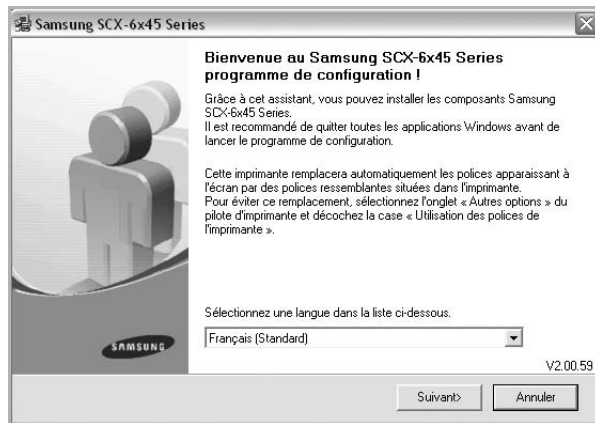 Samsung SCX-6x45 Series
Bienvenue au Samsung SCX-6x45 Series
programme de configuration !
Grâce à cet assistant, vous pouvez installer les composants Samsung
SCX-6x45 Series.
Il est recommandé de quitter toutes les applications Windows avant de
lancer le programme de configuration.
Cette imprimante remplacera automatiquement les polices apparaissant à
l'écran par des polices ressemblantes situées dans l'imprimante.
Pour éviter ce remplacement, sélectionnez l'onglet « Autres options » du
pilote d'imprimante et décochez la case « Utilisation des polices de
l'imprimante ».
Sélectionnez une langue dans la liste ci-dessous.
SAMSUNG
Français (Standard)
V2.00.59
Suivant>
Annuler